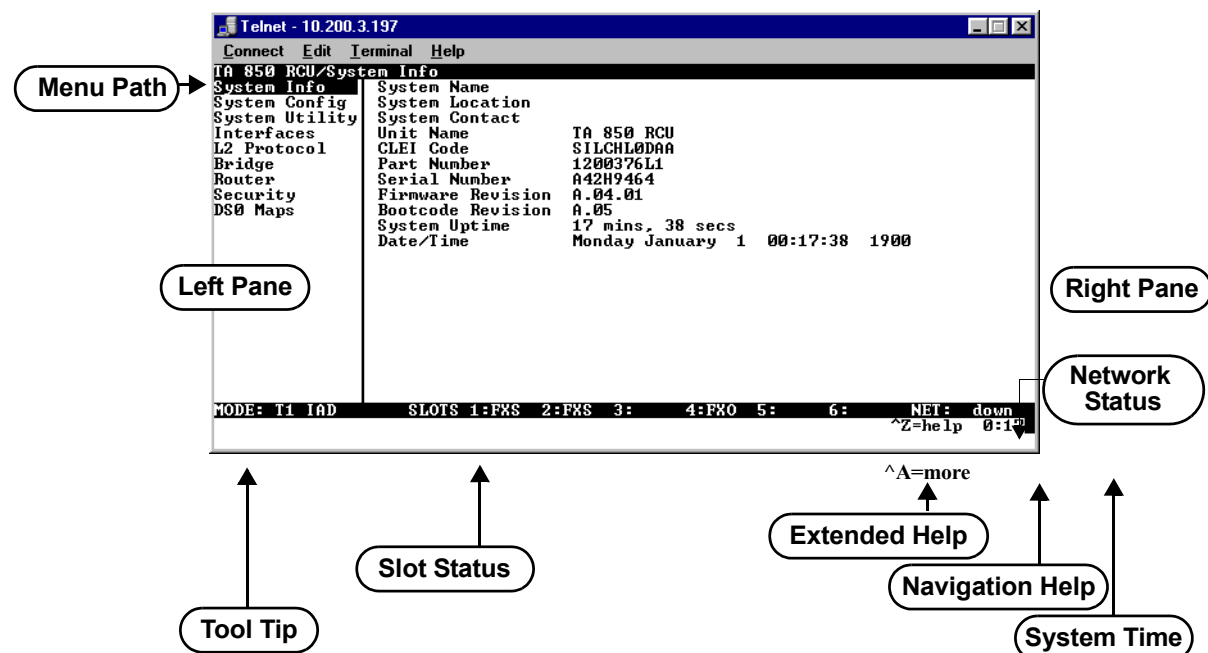 Telnet - 10.200.3.197
Connect Edit Terminal Help
TA 850 RCU/System Info
Menu Path
System Info System Name
System Config System Location
System Utility System Contact
Interfaces Unit Name TA 850 RCU
L2 Protocol CLEI Code SILCHL0DAA
Bridge Part Number 1200376L1
Router Serial Number A42H9464
Security Firmware Revision A.04.01
DS0 Maps Bootcode Revision A.05
System Uptime 17 mins, 38 secs
Date/Time Monday January 1 00:17:38 1900
Left Pane
Right Pane
Network
Status
MODE: T1 IAD SLOTS 1:FXS 2:FXS 3: 4:FXO 5: 6: NET: down
^Z=help
^A=more
Extended Help
Slot Status
Navigation Help
Tool Tip
System Time